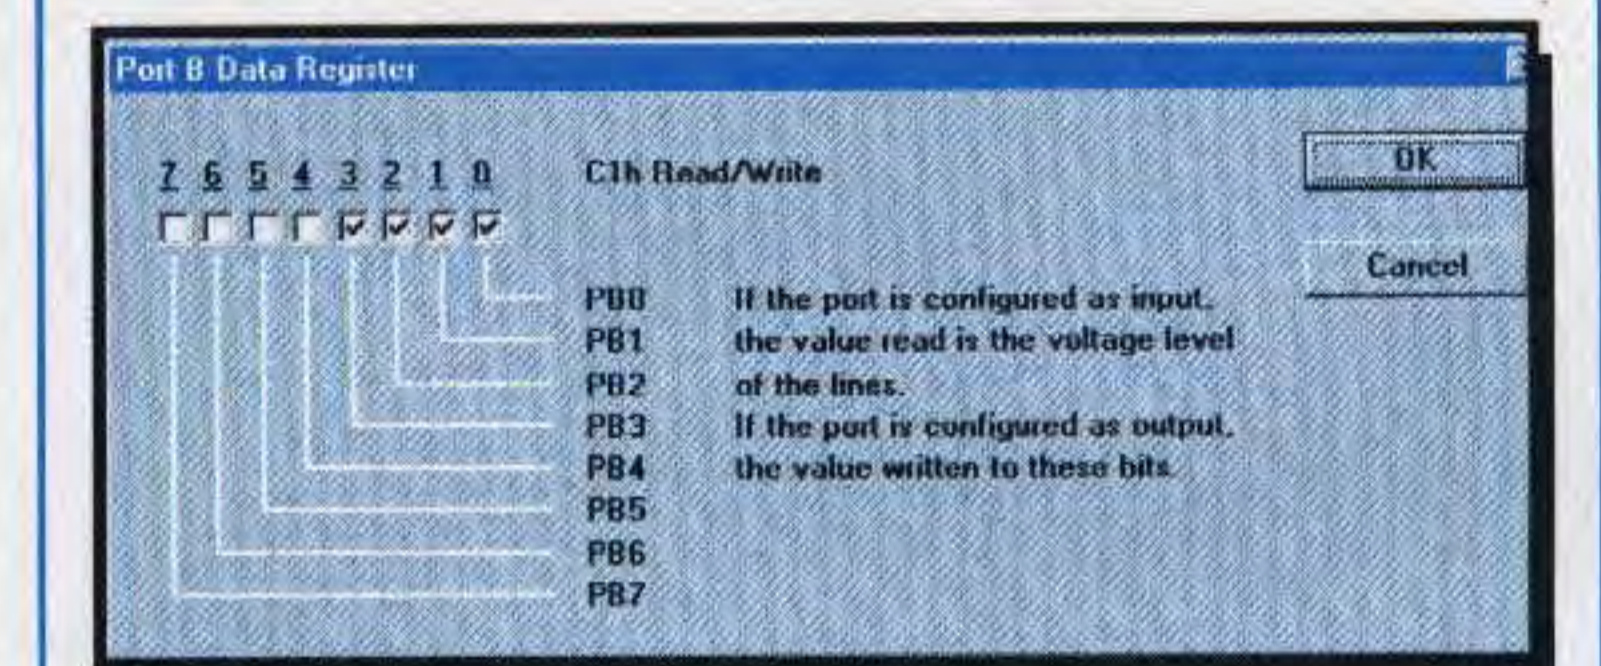 Port B Data Register
7 6 5 4 3 2 1 0
C1h Read/Write
OK
Cancel
PB0 If the port is configured as input,
PB1 the value read is the voltage level
PB2 of the lines.
PB3 If the port is configured as output,
PB4 the value written to these bits.
PB5
PB6
PB7